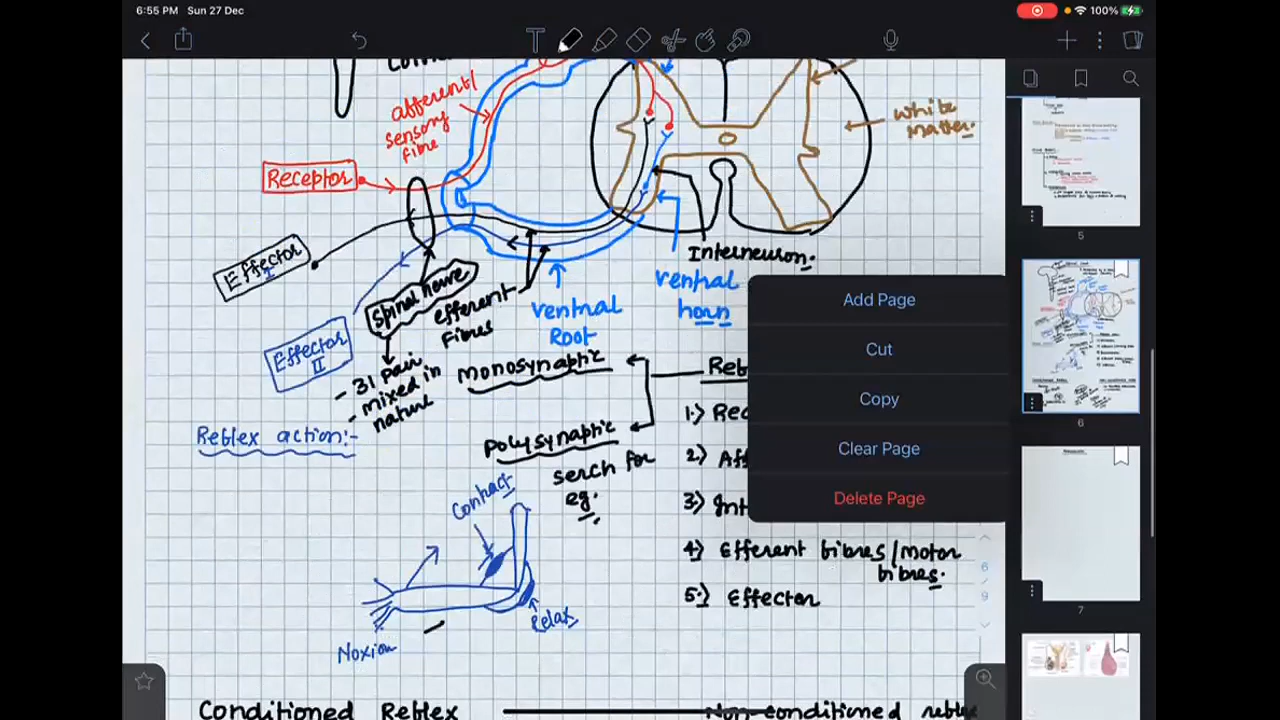 6:55 PM Sun 27 Dec
100%
afferent/
sensory
fibre
white
matter
Receptor
Effector
I
Interneuron
Spinal nerve
efferent
fibres
ventral
Root
ventral
horn
Effector
II
- 31 pair
- mixed in
nature
monosynaptic
polysynaptic
serch for
eg.
Reflex action:-
Contract
Relax
1.) Rec
2.) Aff
3.) Int
4.) Efferent fibres/motor
fibres.
5.) Effector
Conditioned Reflex
Non-conditioned reflex
Add Page
Cut
Copy
Clear Page
Delete Page
5
6
7
6
9